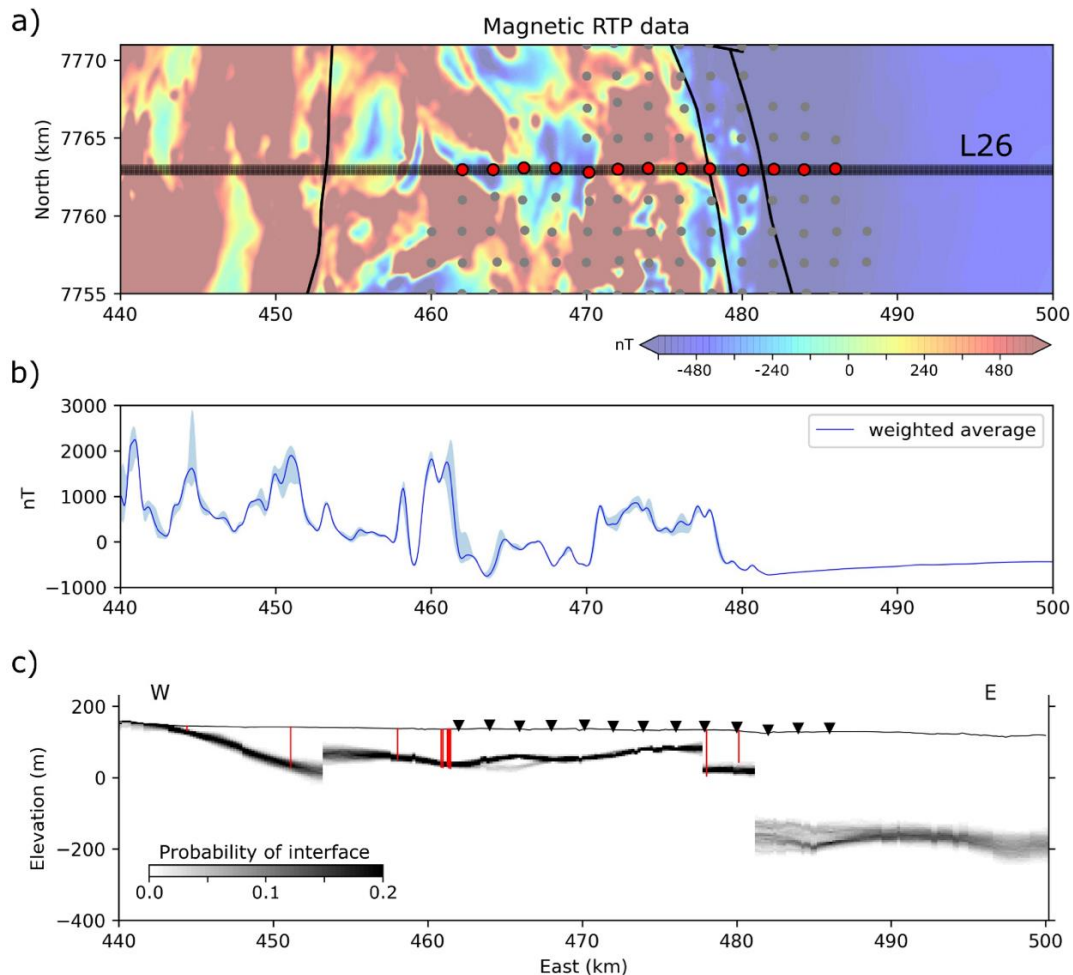 a)
Magnetic RTP data
7770
7765
7760
7755
North (km)
L26
440 450 460 470 480 490 500
nT
-480 -240 0 240 480
b)
3000
2000
1000
0
−1000
nT
weighted average
440 450 460 470 480 490 500
c)
W E
200
0
−200
−400
Elevation (m)
Probability of interface
0.0 0.1 0.2
440 450 460 470 480 490 500
East (km)